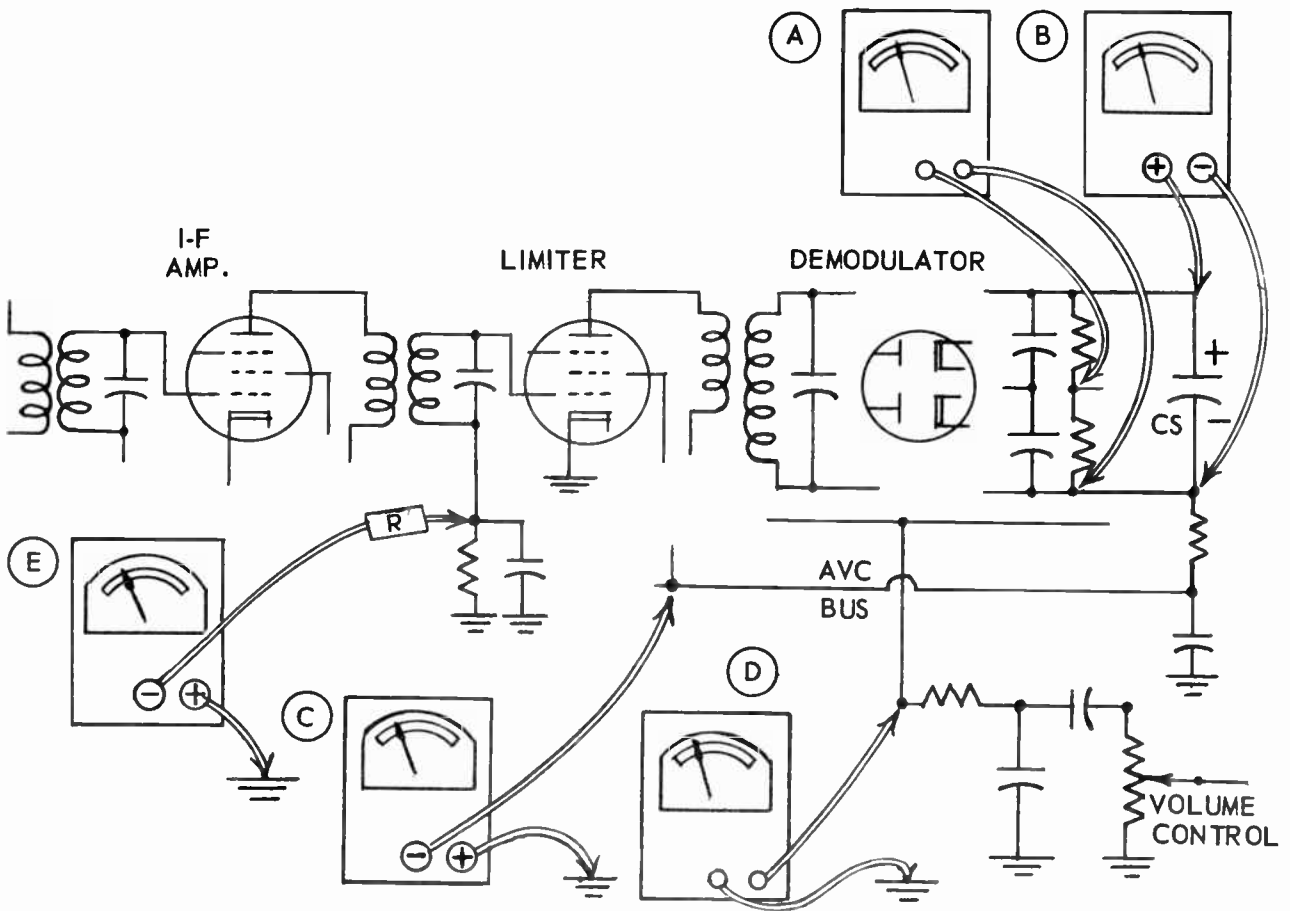 A
B
+
−
I-F
AMP.
LIMITER
DEMODULATOR
+
CS
−
R
E
AVC
BUS
−
+
D
C
−
+
VOLUME
CONTROL